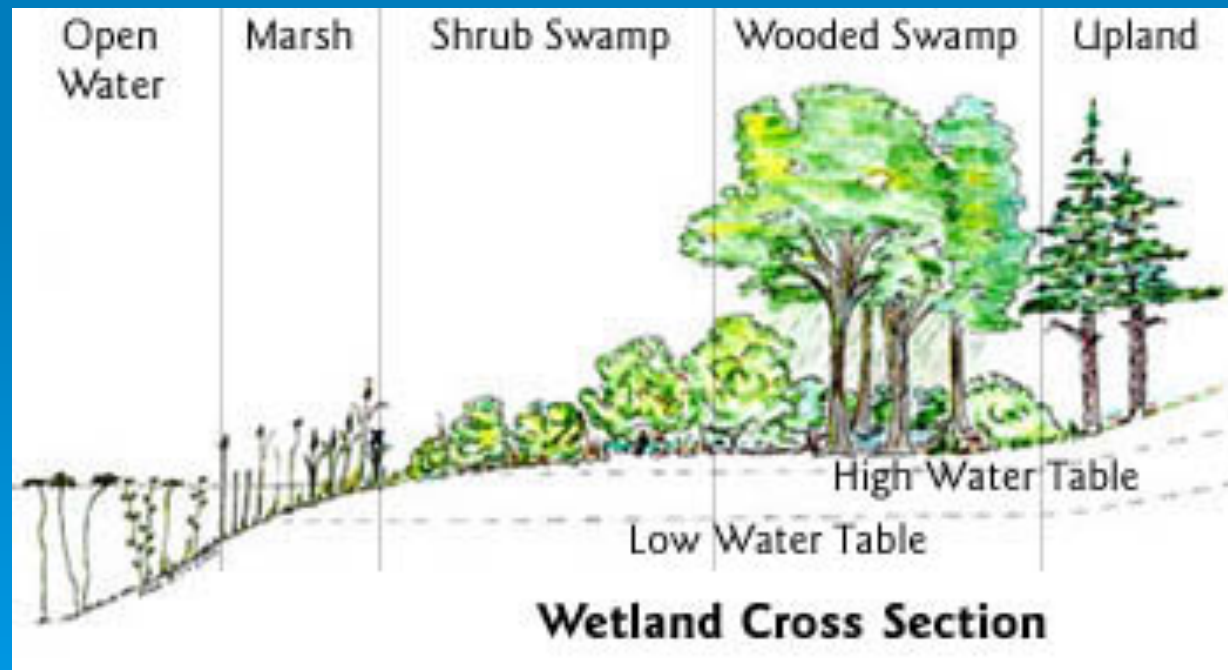 Open
Water
Marsh
Shrub Swamp
Wooded Swamp
Upland
High Water Table
Low Water Table
Wetland Cross Section